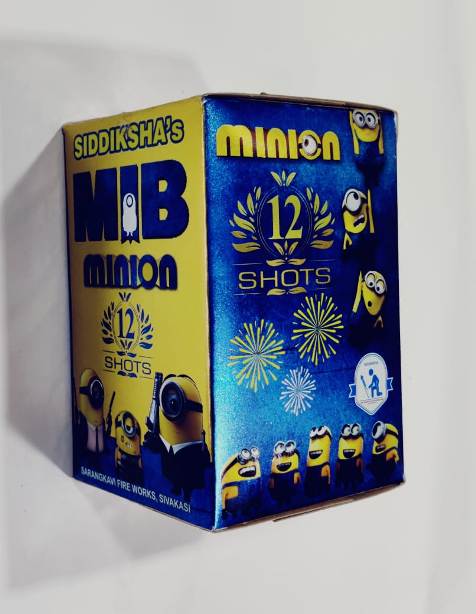 SIDDIKSHA's
MIB
MINION
12
SHOTS
SARANGKAVI FIRE WORKS, SIVAKASI
MINION
12
SHOTS